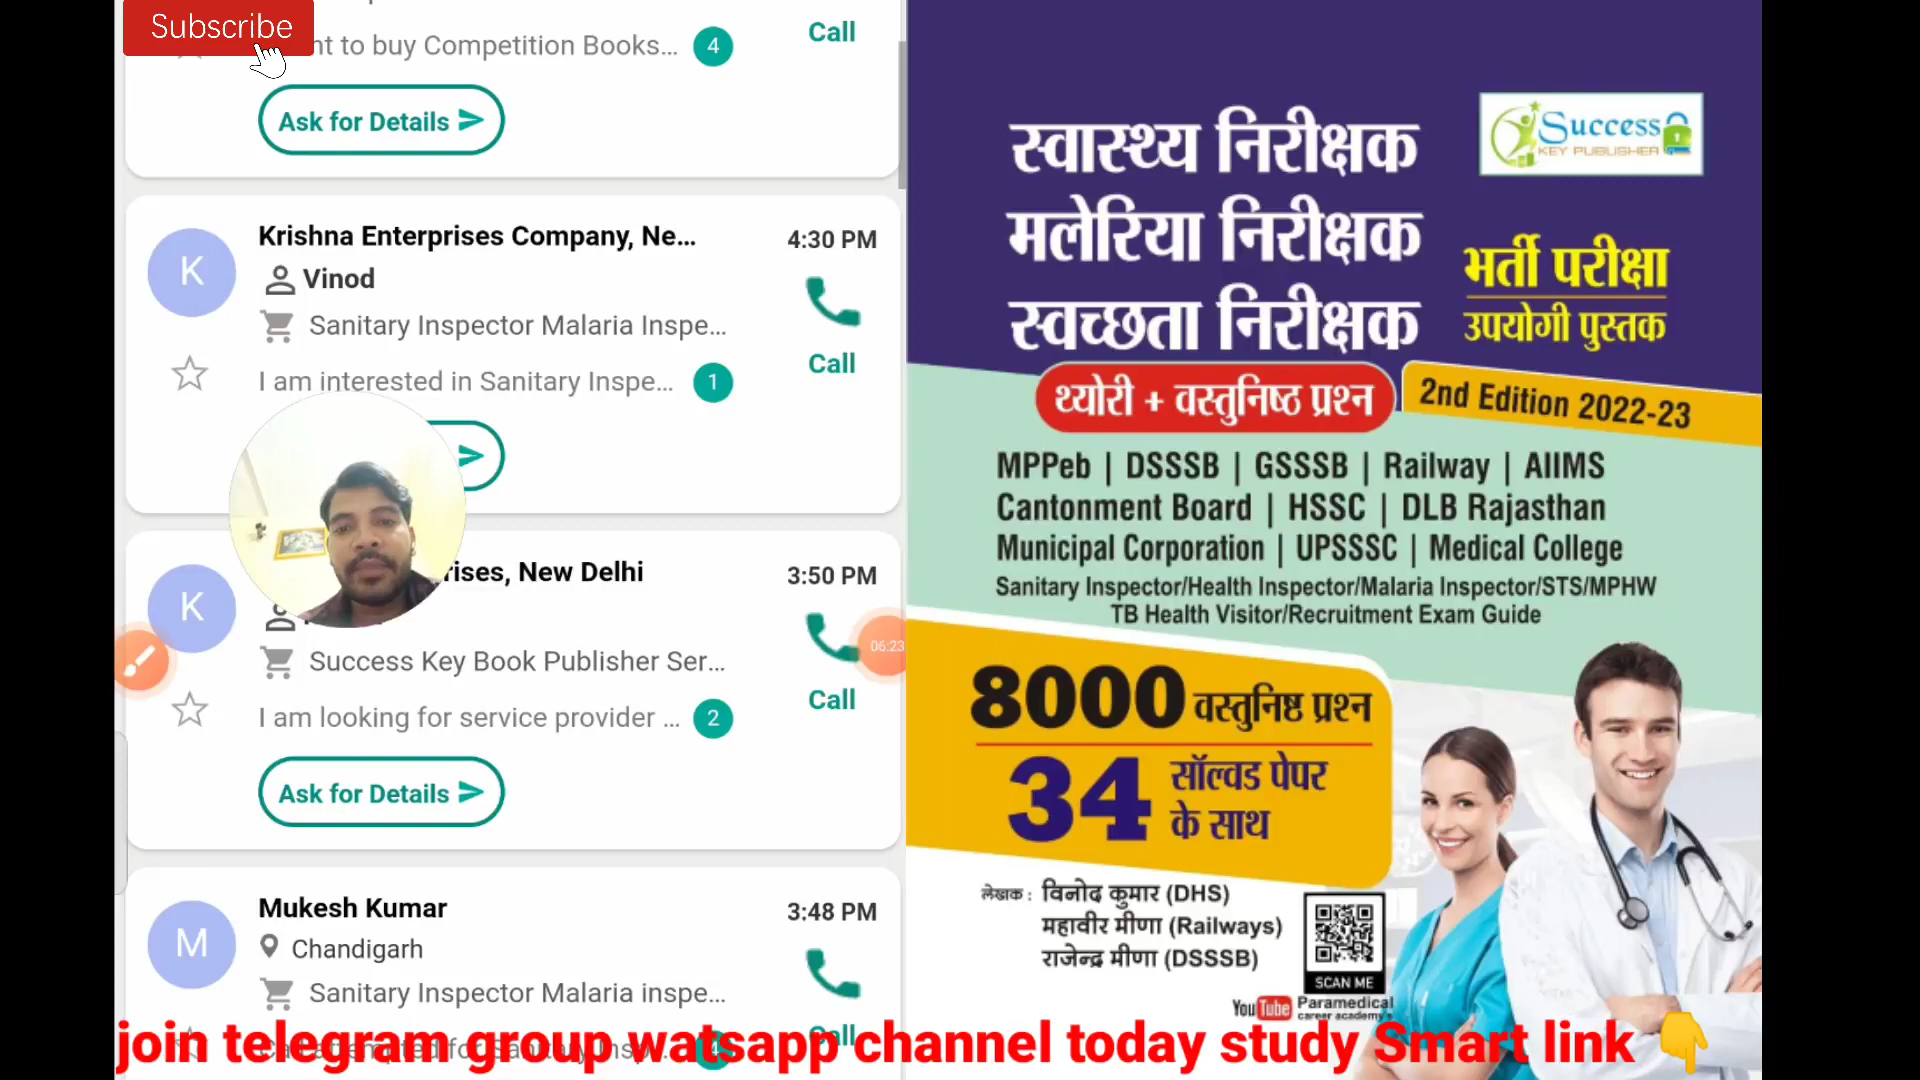 Subscribe
nt to buy Competition Books...
4
Call
Ask for Details
K
Krishna Enterprises Company, Ne...
4:30 PM
Vinod
Sanitary Inspector Malaria Inspe...
I am interested in Sanitary Inspe...
1
Call
K
rises, New Delhi
3:50 PM
06:23
Success Key Book Publisher Ser...
I am looking for service provider ...
2
Call
Ask for Details
M
Mukesh Kumar
3:48 PM
Chandigarh
Sanitary Inspector Malaria inspe...
स्वास्थ्य निरीक्षक
मलेरिया निरीक्षक
स्वच्छता निरीक्षक
Success
KEY PUBLISHER
भर्ती परीक्षा
उपयोगी पुस्तक
थ्योरी + वस्तुनिष्ठ प्रश्न
2nd Edition 2022-23
MPPeb | DSSSB | GSSSB | Railway | AIIMS
Cantonment Board | HSSC | DLB Rajasthan
Municipal Corporation | UPSSSC | Medical College
Sanitary Inspector/Health Inspector/Malaria Inspector/STS/MPHW
TB Health Visitor/Recruitment Exam Guide
8000 वस्तुनिष्ट प्रश्न
34 सॉल्वड पेपर
के साथ
लेखक : विनोद कुमार (DHS)
महावीर मीणा (Railways)
राजेन्द्र मीणा (DSSSB)
SCAN ME
YouTube Paramedical
career academy's
join telegram group watsapp channel today study Smart link 👇